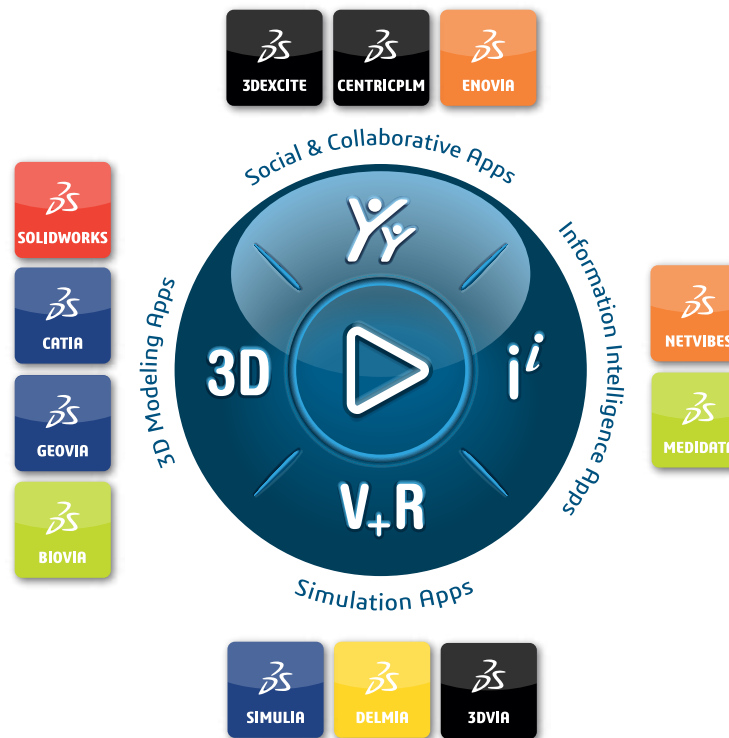 3DEXCITE
CENTRICPLM
ENOVIA
Social & Collaborative Apps
SOLIDWORKS
CATIA
GEOVIA
BIOVIA
3D Modeling Apps
3D
i i
V+R
Information Intelligence Apps
NETVIBES
MEDIDATA
Simulation Apps
SIMULIA
DELMIA
3DVIA